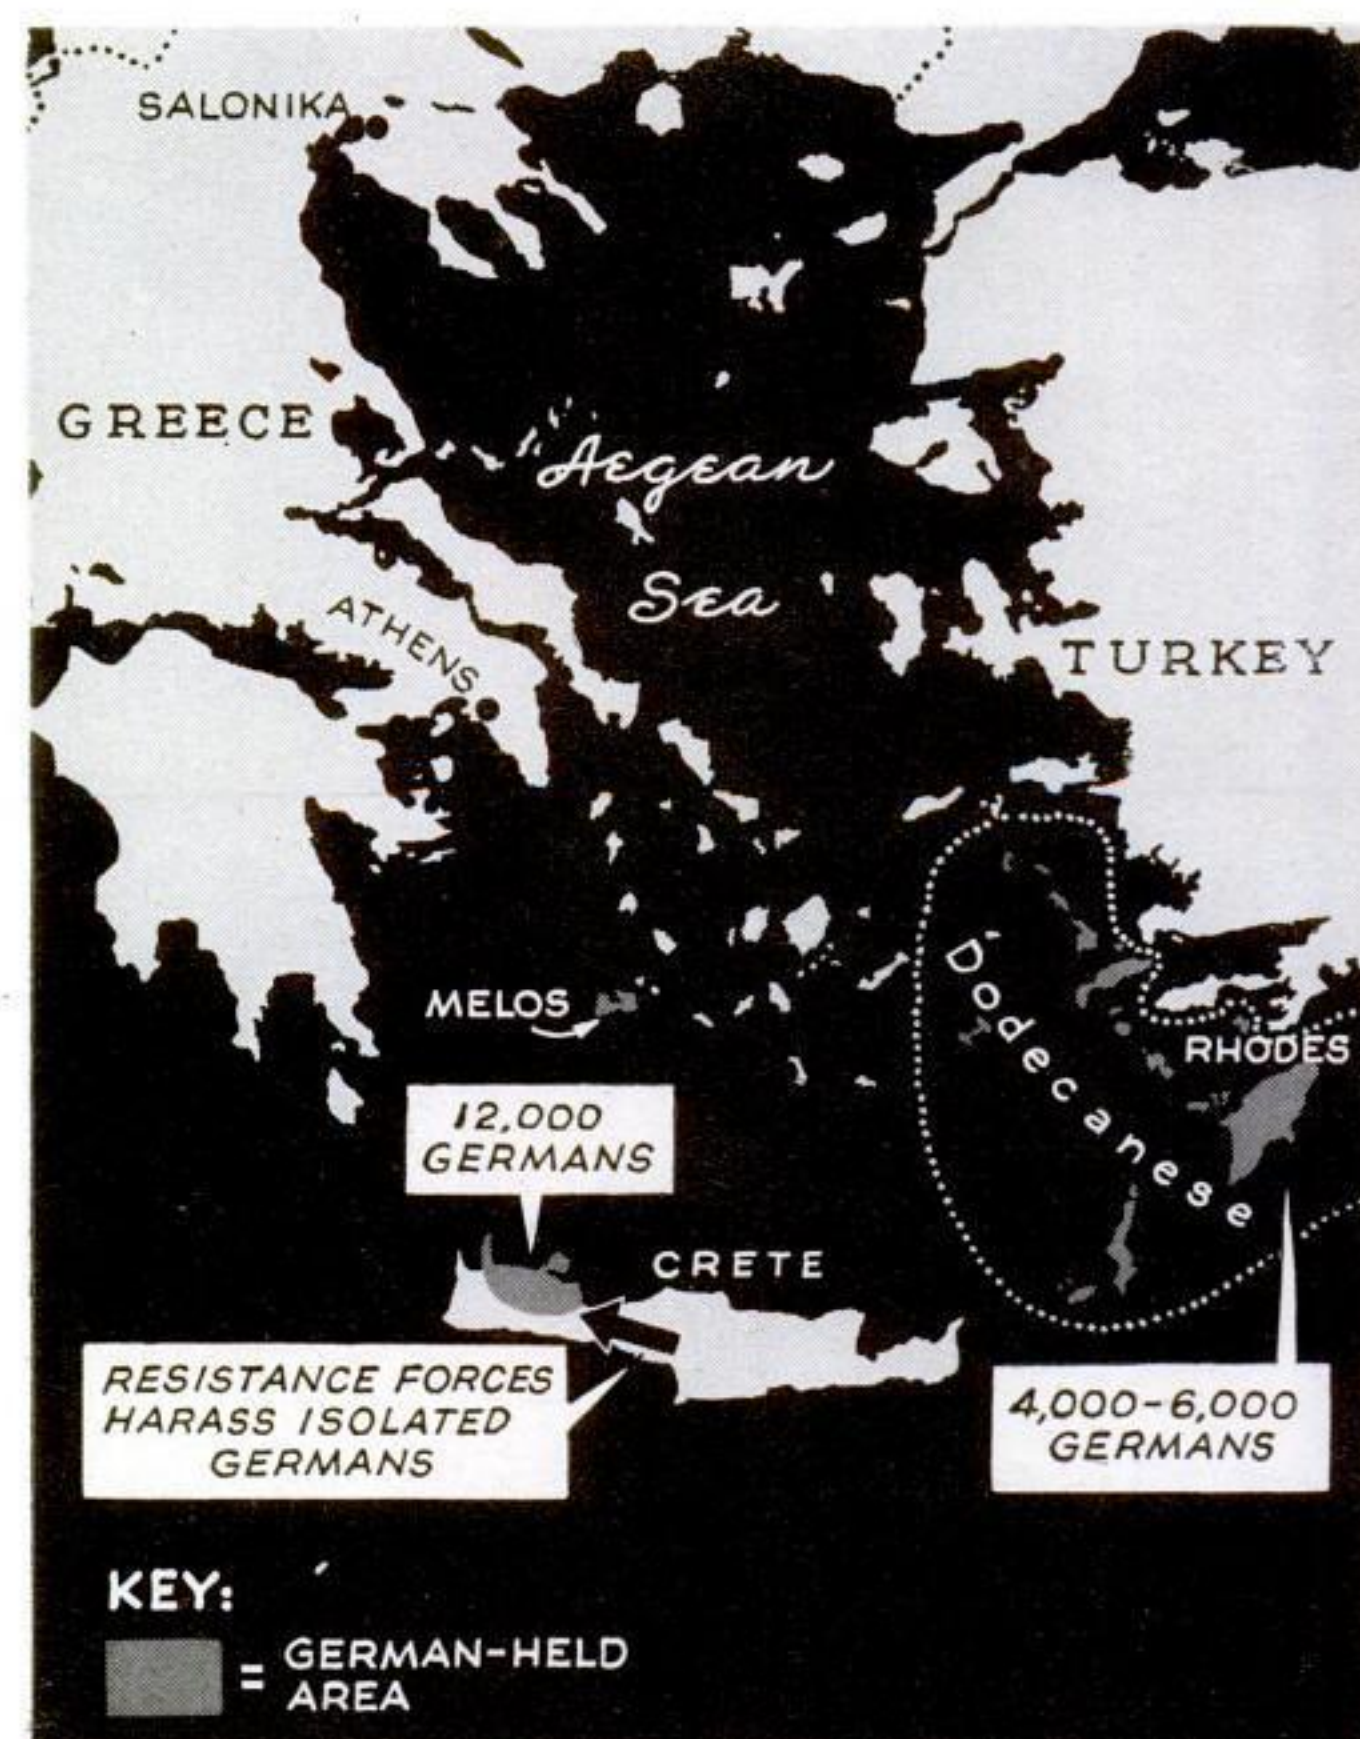 SALONIKA
GREECE
Aegean
Sea
ATHENS
TURKEY
Dodecanese
MELOS
RHODES
12,000
GERMANS
CRETE
RESISTANCE FORCES
HARASS ISOLATED
GERMANS
4,000-6,000
GERMANS
KEY:
= GERMAN-HELD
AREA